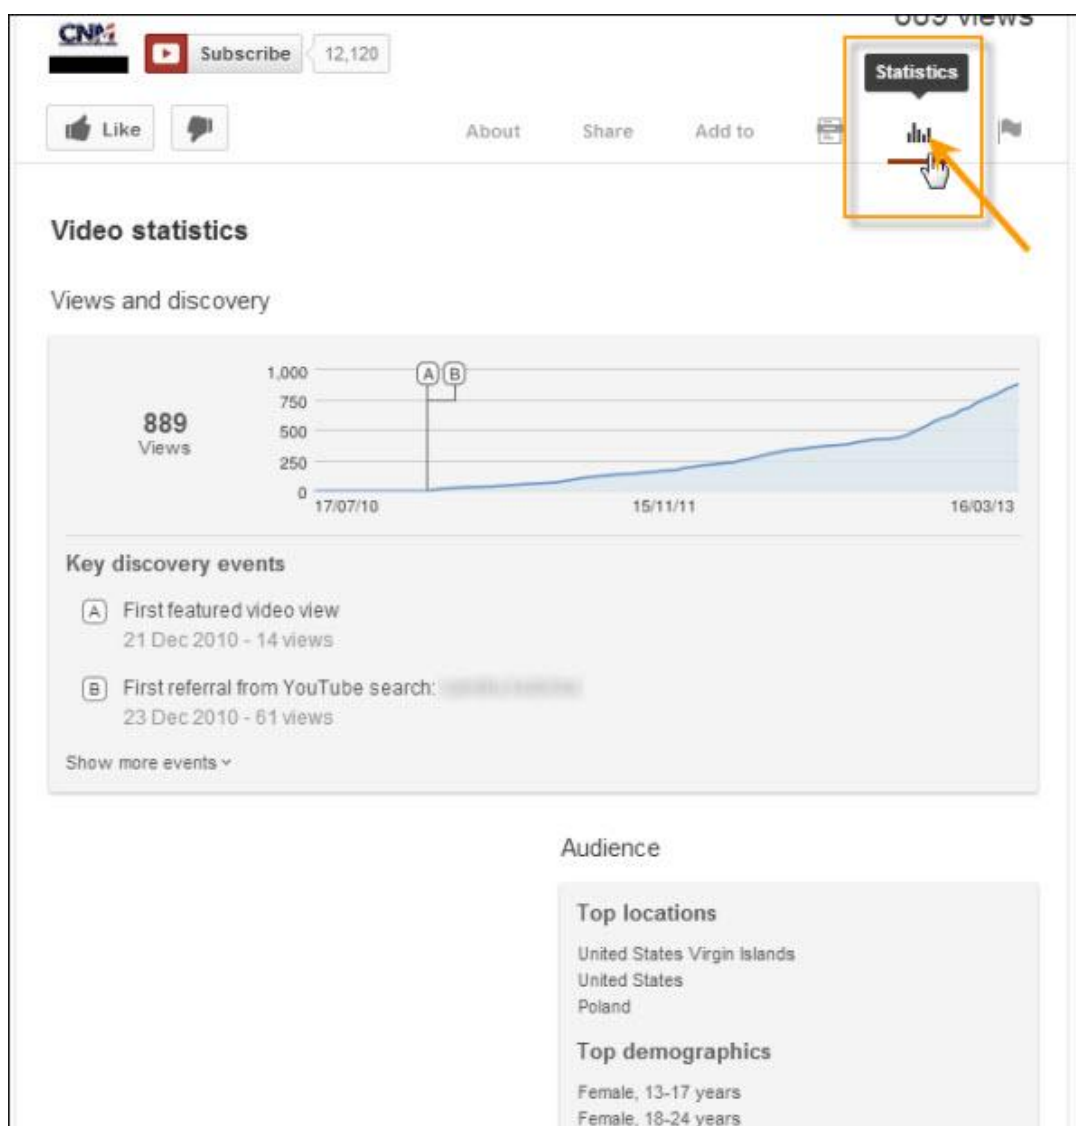 889 views
CNM
Subscribe 12,120
Statistics
Like About Share Add to
Video statistics
Views and discovery
889
Views
1,000
750
500
250
0
A B
17/07/10 15/11/11 16/03/13
Key discovery events
A First featured video view
21 Dec 2010 - 14 views
B First referral from YouTube search:
23 Dec 2010 - 61 views
Show more events
Audience
Top locations
United States Virgin Islands
United States
Poland
Top demographics
Female, 13-17 years
Female, 18-24 years